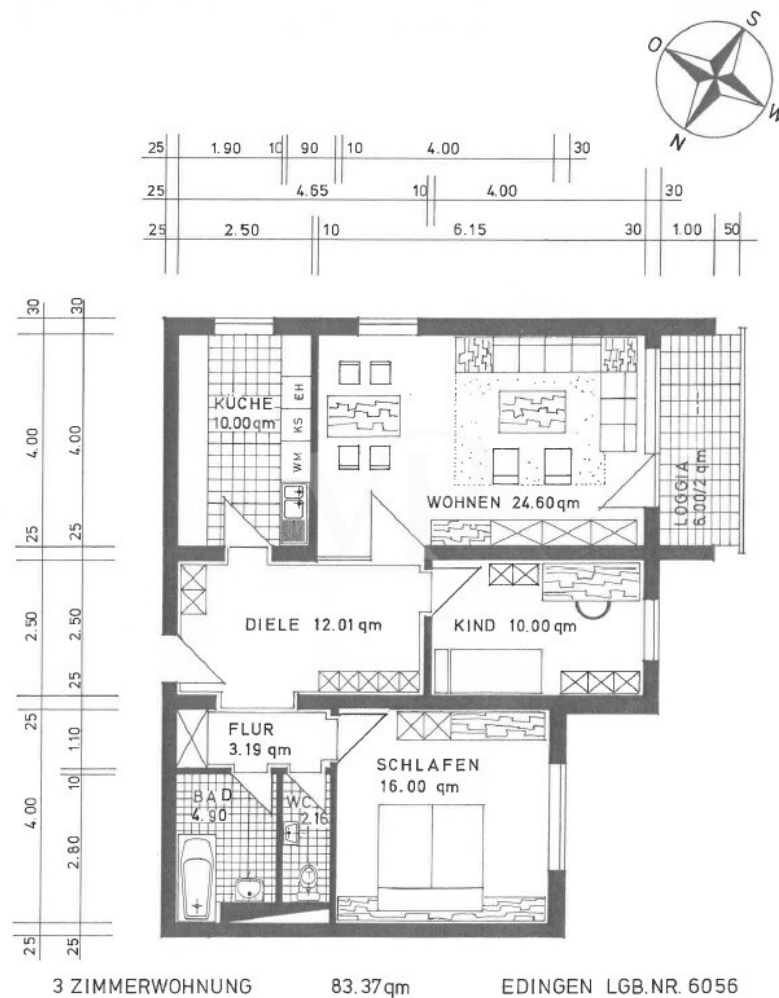 S
O
W
N
25 1.90 10 90 10 4.00 30
25 4.65 10 4.00 30
25 2.50 10 6.15 30 1.00 50
30 30
4.00 4.00
25 25
2.50 2.50
25 25
1.10
10
4.00
2.80
25 25
KÜCHE
10.00qm
EH
KS
WM
WOHNEN 24.60qm
LOGGIA
6.00/2 qm
DIELE 12.01qm
KIND 10.00qm
FLUR
3.19 qm
SCHLAFEN
16.00 qm
BAD
4.90
WC
2.16
3 ZIMMERWOHNUNG 83.37qm EDINGEN LGB.NR. 6056